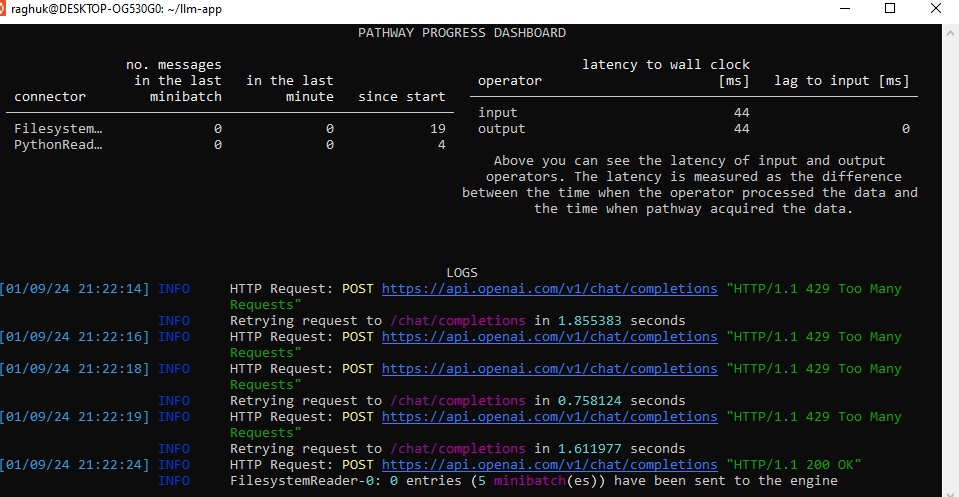 raghuk@DESKTOP-OG530G0: ~/llm-app
PATHWAY PROGRESS DASHBOARD
no. messages
in the last in the last
connector minibatch minute since start
Filesystem… 0 0 19
PythonRead… 0 0 4
latency to wall clock
operator [ms] lag to input [ms]
input 44
output 44 0
Above you can see the latency of input and output
operators. The latency is measured as the difference
between the time when the operator processed the data and
the time when pathway acquired the data.
LOGS
[01/09/24 21:22:14] INFO HTTP Request: POST https://api.openai.com/v1/chat/completions "HTTP/1.1 429 Too Many
Requests"
INFO Retrying request to /chat/completions in 1.855383 seconds
[01/09/24 21:22:16] INFO HTTP Request: POST https://api.openai.com/v1/chat/completions "HTTP/1.1 429 Too Many
Requests"
[01/09/24 21:22:18] INFO HTTP Request: POST https://api.openai.com/v1/chat/completions "HTTP/1.1 429 Too Many
Requests"
INFO Retrying request to /chat/completions in 0.758124 seconds
[01/09/24 21:22:19] INFO HTTP Request: POST https://api.openai.com/v1/chat/completions "HTTP/1.1 429 Too Many
Requests"
INFO Retrying request to /chat/completions in 1.611977 seconds
[01/09/24 21:22:24] INFO HTTP Request: POST https://api.openai.com/v1/chat/completions "HTTP/1.1 200 OK"
INFO FilesystemReader-0: 0 entries (5 minibatch(es)) have been sent to the engine